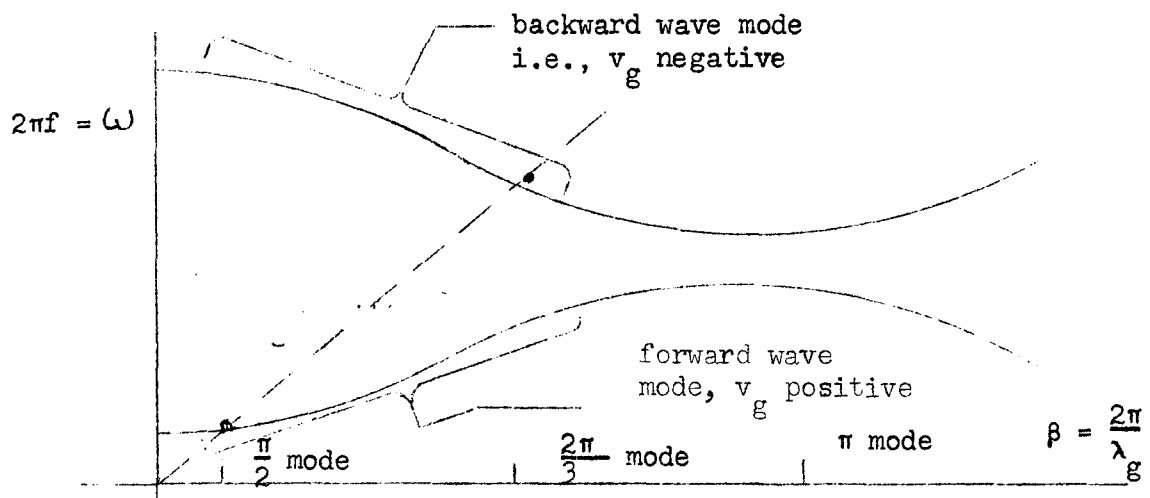 backward wave mode
i.e., v_g negative
2πf = ω
forward wave
mode, v_g positive
π/2 mode
2π/3 mode
π mode
β = 2π/λ_g